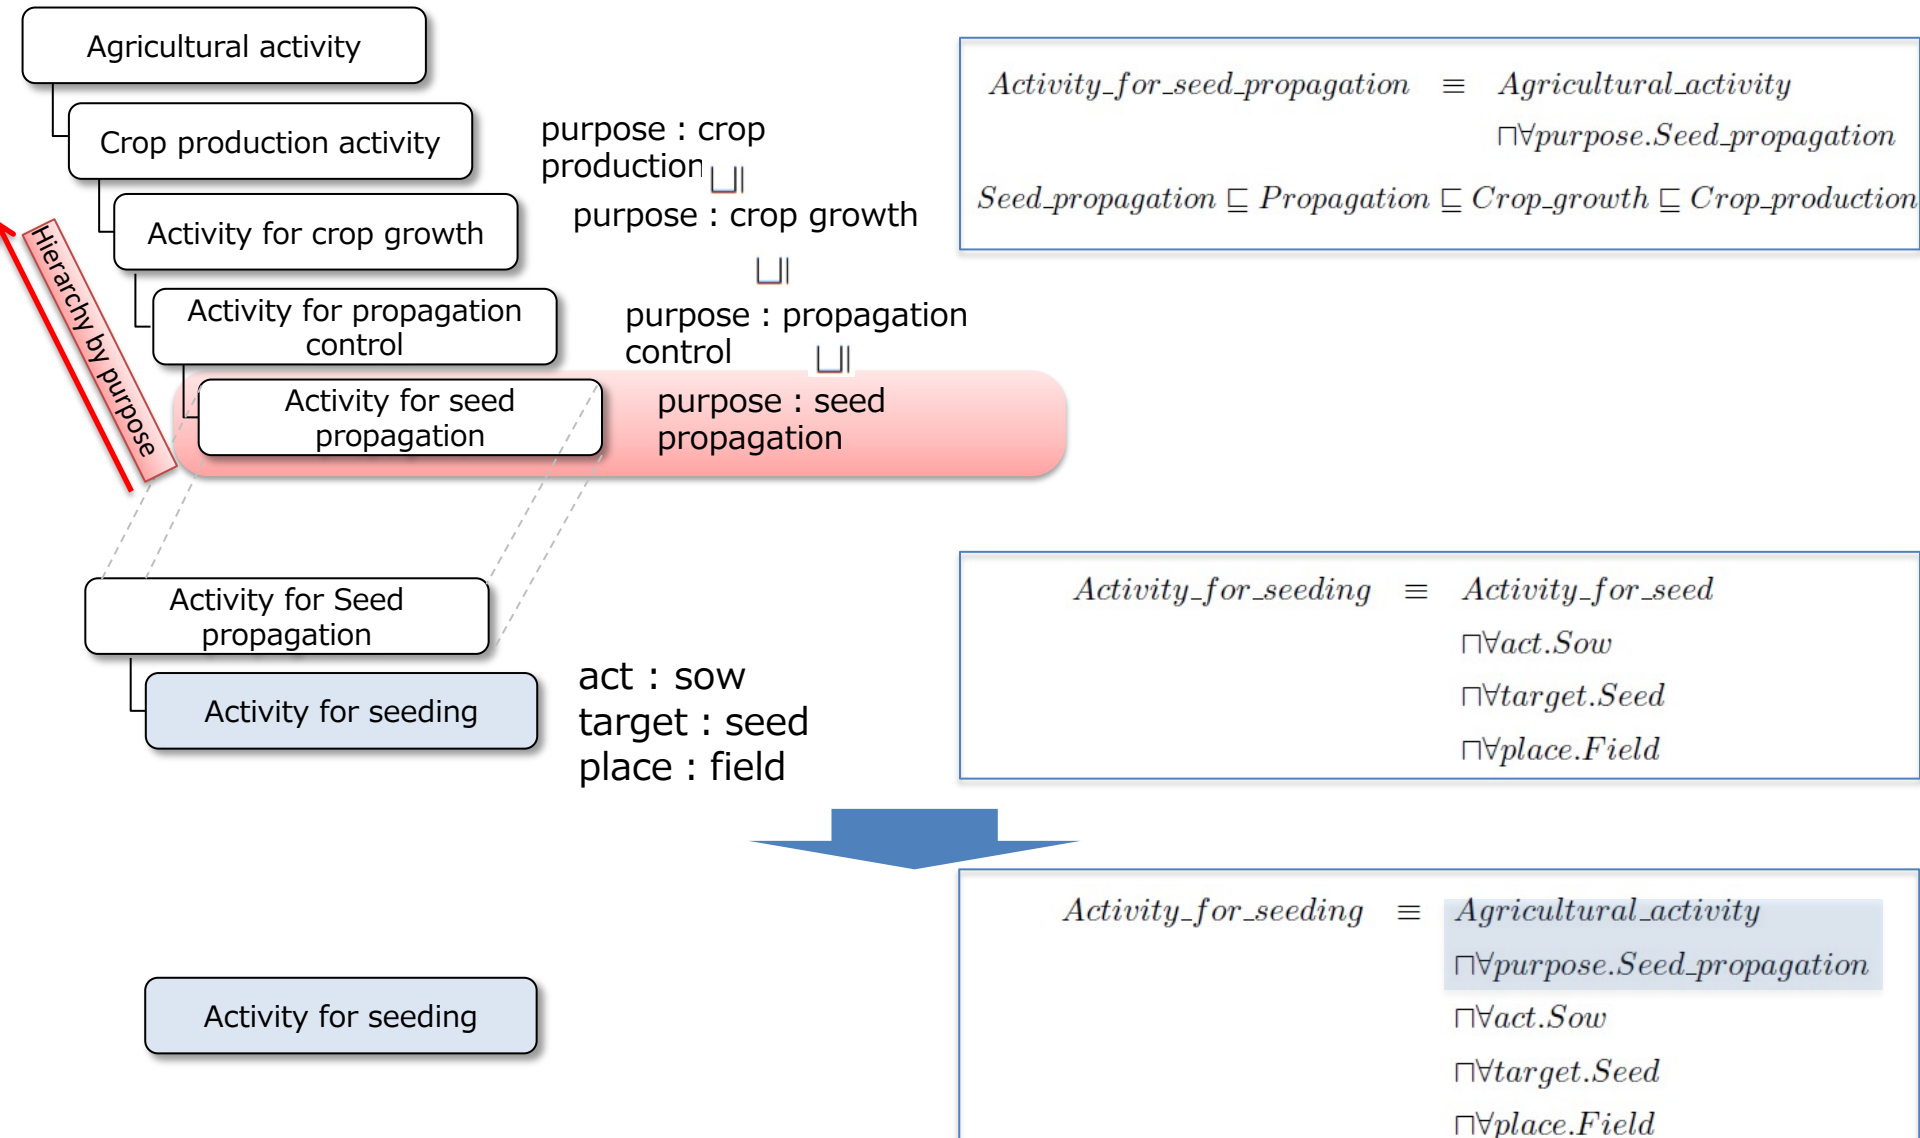 Agricultural activity
Crop production activity
Activity for crop growth
Activity for propagation
control
Activity for seed
propagation
Hierarchy by purpose
purpose : crop
production
⊔||
purpose : crop growth
⊔||
purpose : propagation
control
⊔||
purpose : seed
propagation
Activity_for_seed_propagation ≡ Agricultural_activity
⊓∀purpose.Seed_propagation
Seed_propagation ⊑ Propagation ⊑ Crop_growth ⊑ Crop_production
Activity for Seed
propagation
Activity for seeding
act : sow
target : seed
place : field
Activity_for_seeding ≡ Activity_for_seed
⊓∀act.Sow
⊓∀target.Seed
⊓∀place.Field
Activity for seeding
Activity_for_seeding ≡ Agricultural_activity
⊓∀purpose.Seed_propagation
⊓∀act.Sow
⊓∀target.Seed
⊓∀place.Field